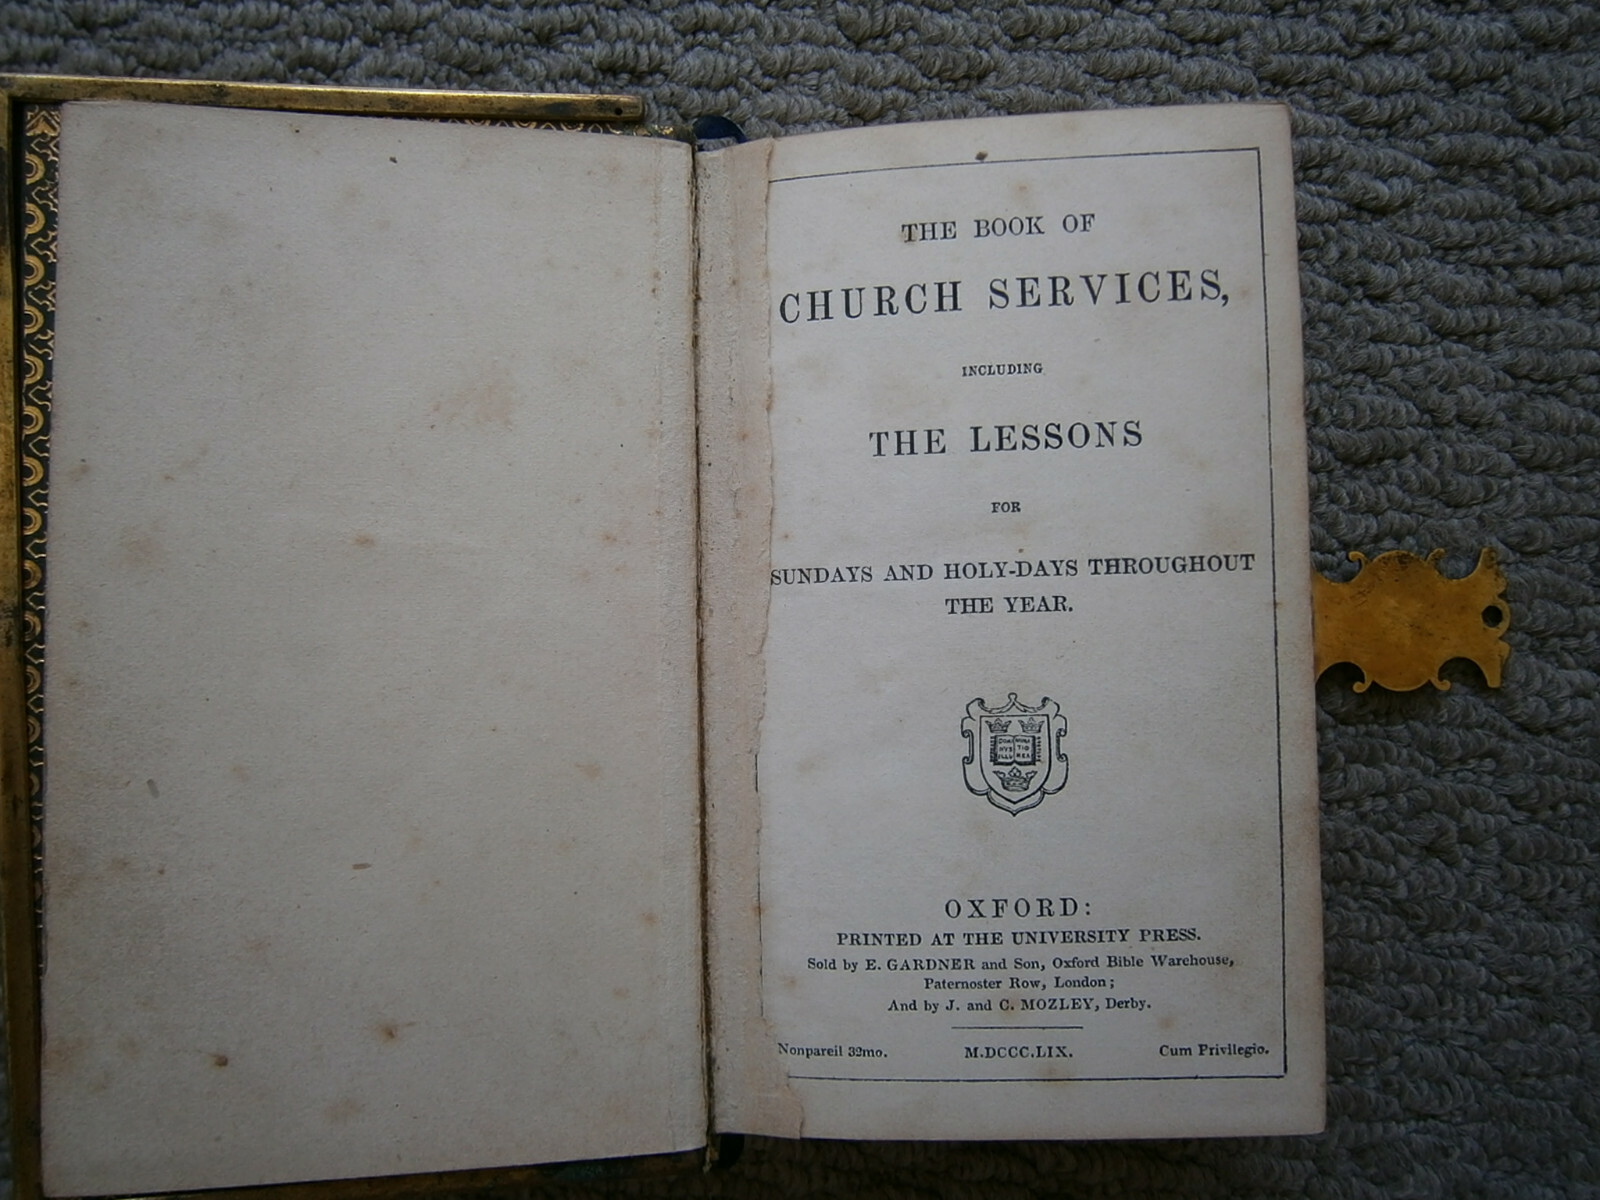 THE BOOK OF
CHURCH SERVICES,
INCLUDING
THE LESSONS
FOR
SUNDAYS AND HOLY-DAYS THROUGHOUT
THE YEAR.
OXFORD:
PRINTED AT THE UNIVERSITY PRESS.
Sold by E. GARDNER and Son, Oxford Bible Warehouse,
Paternoster Row, London;
And by J. and C. MOZLEY, Derby.
Nonpareil 32mo. M.DCCC.LIX. Cum Privilegio.